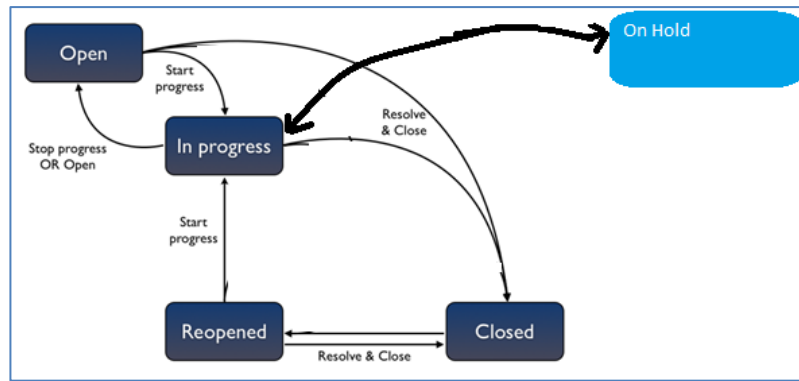 Open
On Hold
Start
progress
Resolve
& Close
In progress
Stop progress
OR Open
Start
progress
Reopened
Closed
Resolve & Close